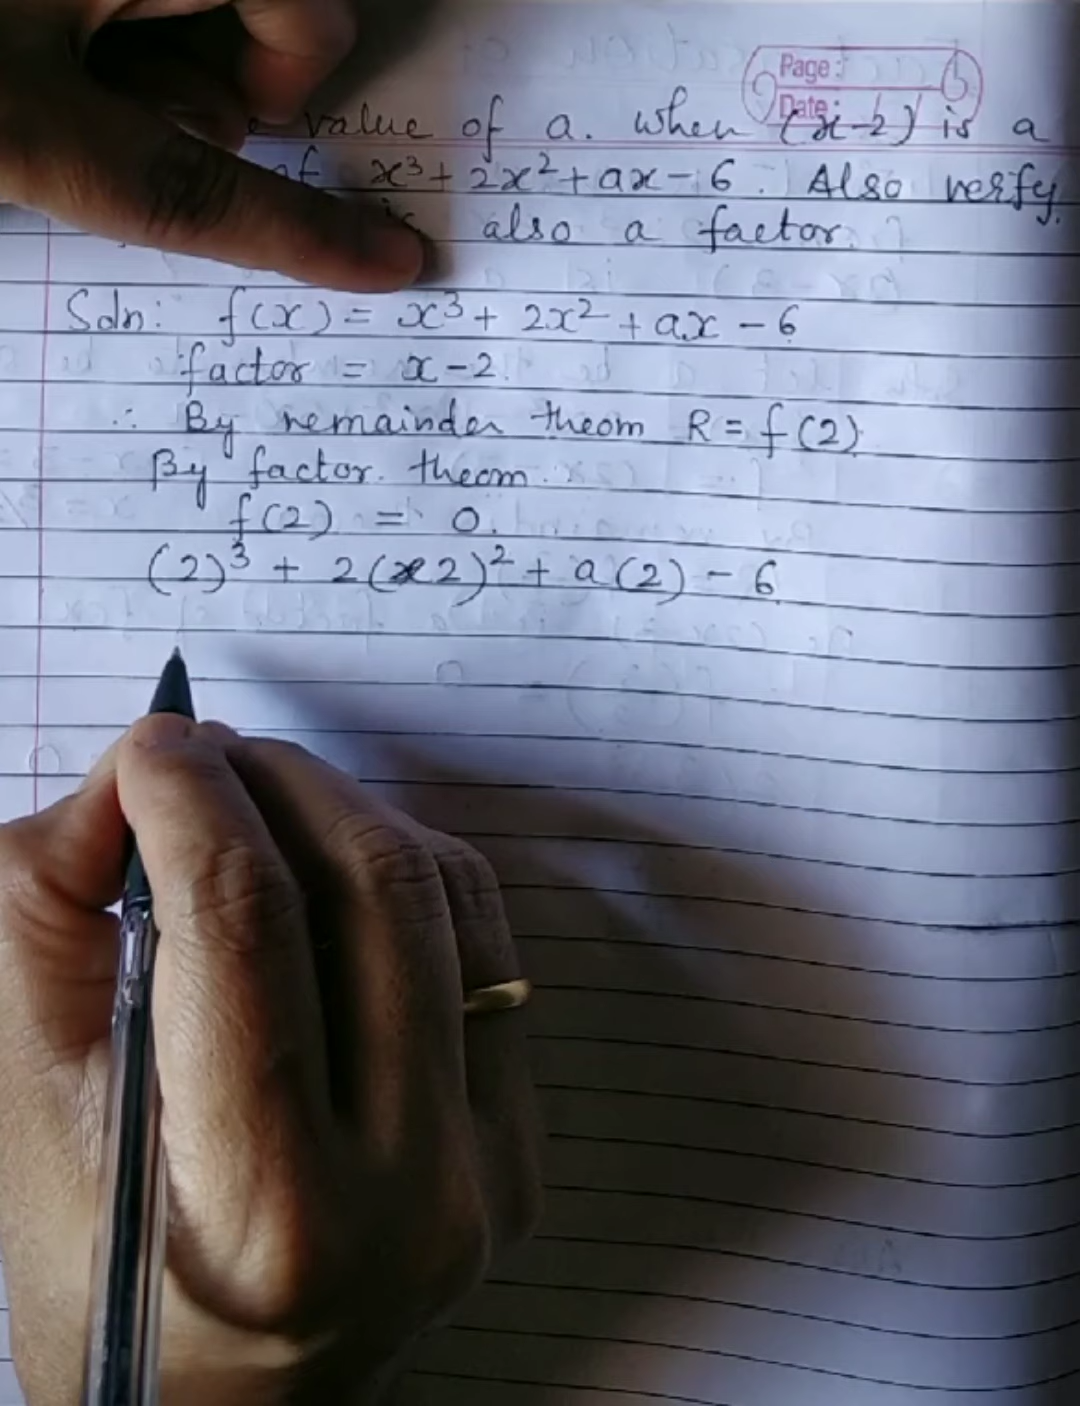 Page:
Date:
value of a. when (x-2) is a
of x³ + 2x² + ax - 6. Also verify
also a factor.
Soln: f(x) = x³ + 2x² + ax - 6
factor = x - 2.
∴ By remainder theom R = f(2)
By factor. theom.
f(2) = 0.
(2)³ + 2(2)² + a(2) - 6